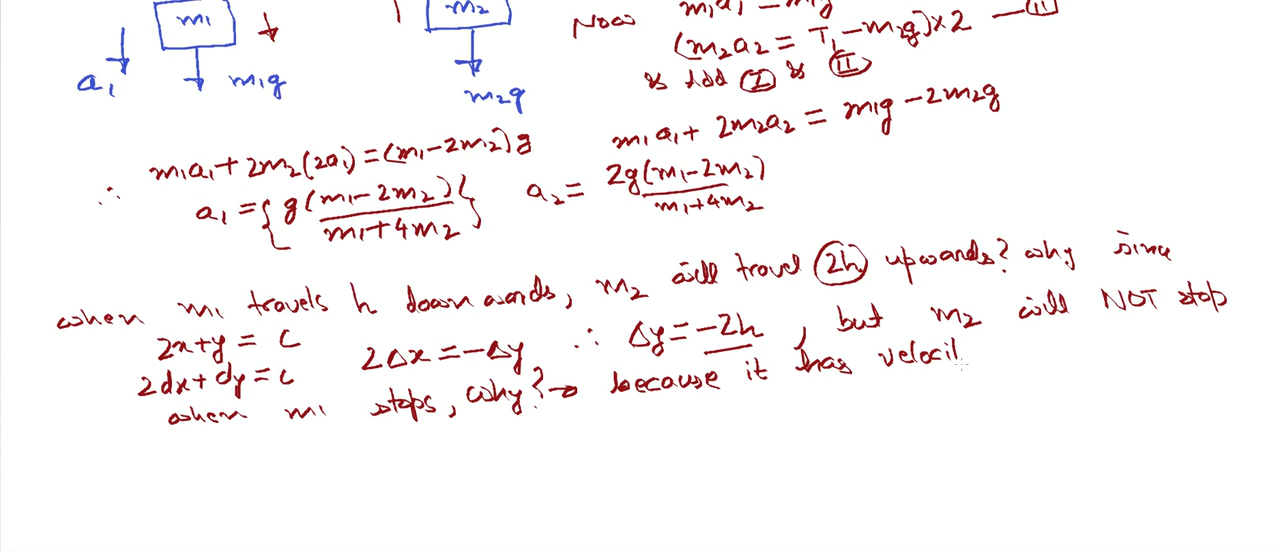 m1 m2
a1 m1g m2g
Now
(m2a2 = T1 - m2g)×2 — II
& Add I & II
m1a1 + 2m2a2 = m1g - 2m2g
∴ m1a1 + 2m2(2a1) = (m1 - 2m2)g
a1 = { g(m1 - 2m2) / m1 + 4m2 } a2 = 2g(m1 - 2m2) / m1 + 4m2
when m1 travels h downwards, m2 will travel 2h upwards? why since
2x + y = C 2Δx = -Δy ∴ Δy = -2h, but m2 will NOT stop
2dx + dy = c
when m1 stops, why? → because it has velocit